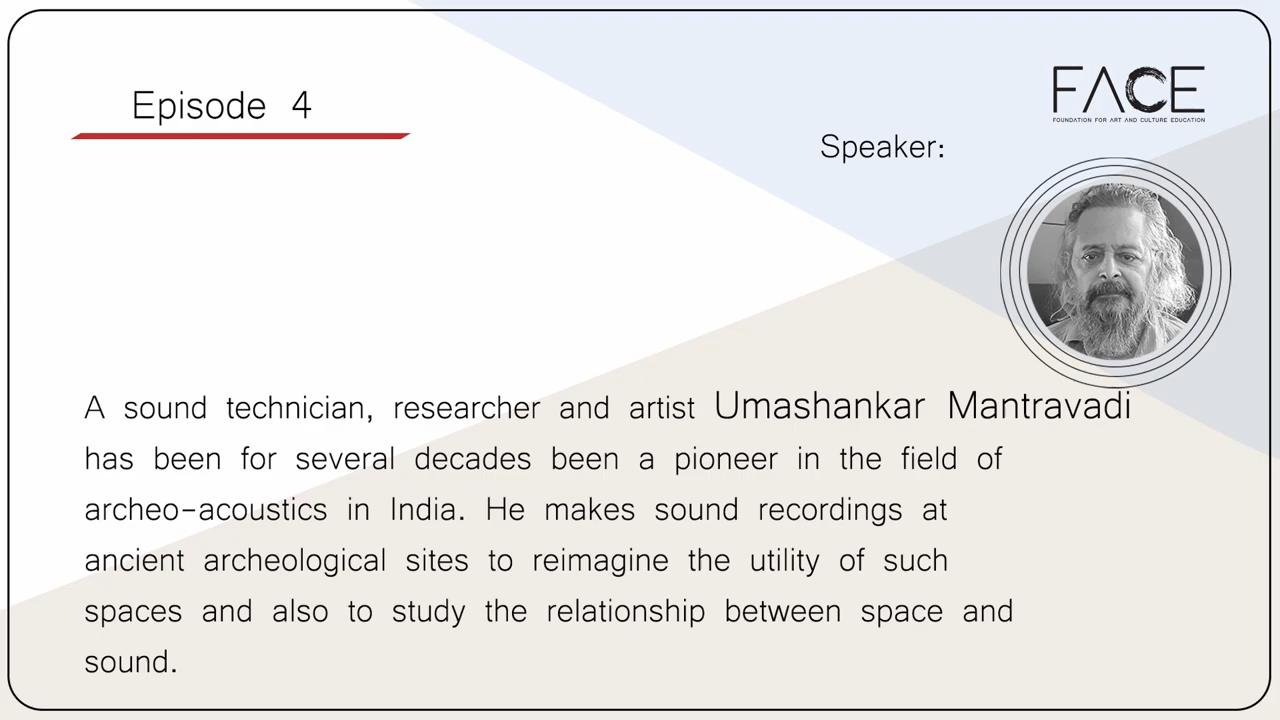 Episode 4
FACE
FOUNDATION FOR ART AND CULTURE EDUCATION
Speaker:
A sound technician, researcher and artist Umashankar Mantravadi
has been for several decades been a pioneer in the field of
archeo-acoustics in India. He makes sound recordings at
ancient archeological sites to reimagine the utility of such
spaces and also to study the relationship between space and
sound.